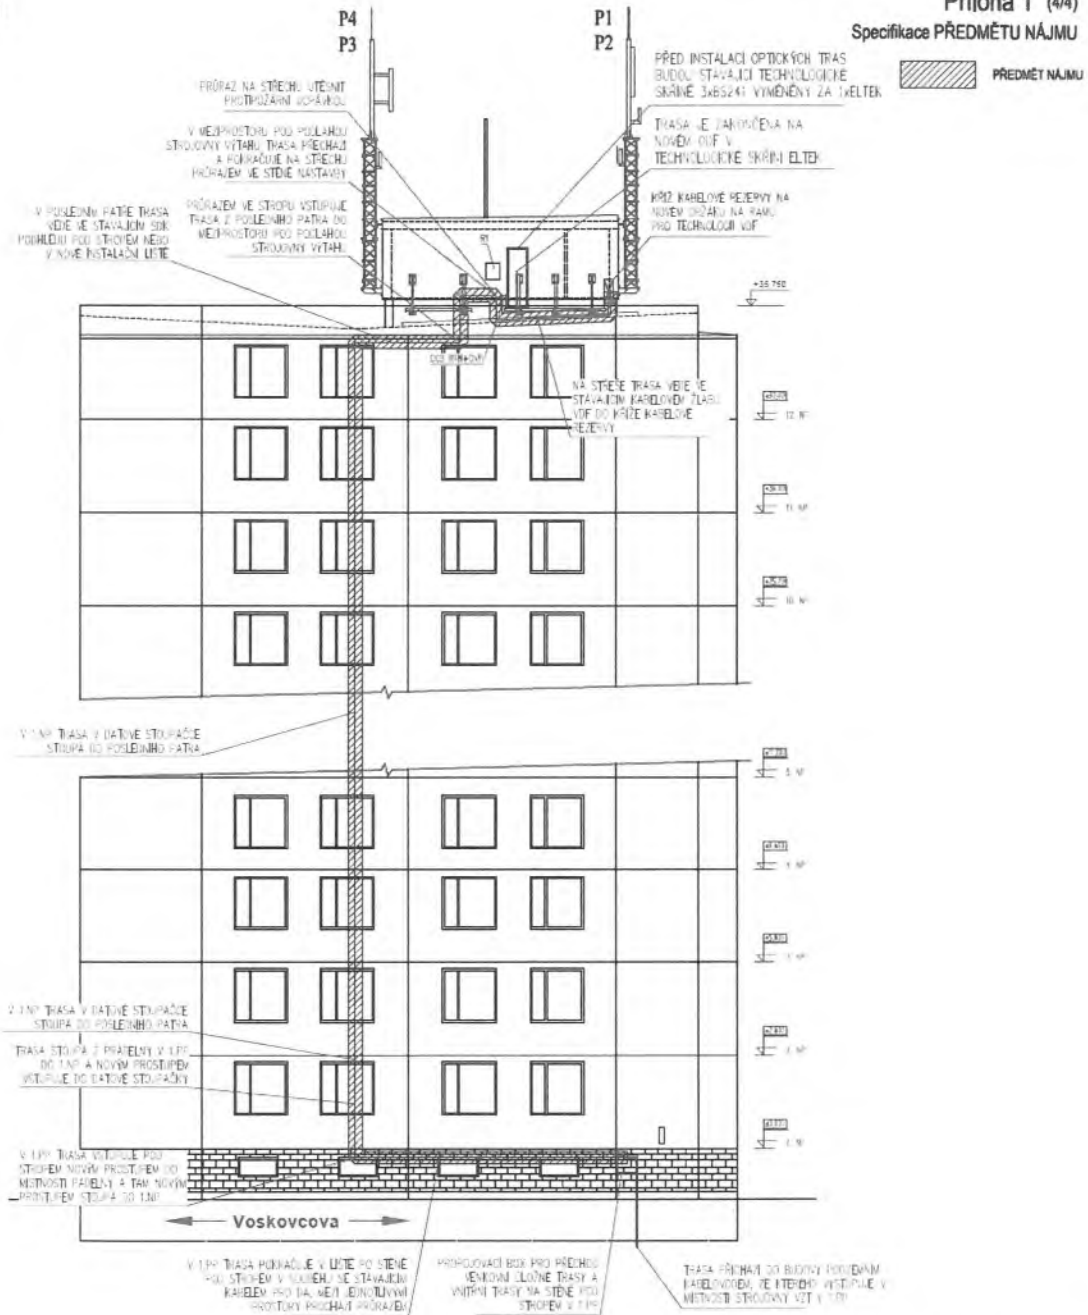 Příloha 1 (4/4)
Specifikace PŘEDMĚTU NÁJMU
PŘEDMĚT NÁJMU
P4
P3
P1
P2
PRŮRAZ NA STŘECHU UTĚSNIT
PROTIPOŽÁRNÍ UCPÁVKOU
V MEZIPROSTORU POD PODLAHOU
STROJOVNY VÝTAHU TRASA PŘECHÁZÍ
A POKRAČUJE NA STŘECHU
PRŮRAZEM VE STĚNĚ NÁSTAVBY
PRŮRAZEM VE STROPU VSTUPUJE
TRASA Z POSLEDNÍHO PATRA DO
MEZIPROSTORU POD PODLAHOU
STROJOVNY VÝTAHU
V POSLEDNÍM PATŘE TRASA
VEDE VE STÁVAJÍCÍM SDK
PODHLEDU POD STROPEM NEBO
V NOVÉ INSTALAČNÍ LIŠTĚ
PŘED INSTALACÍ OPTICKÝCH TRAS
BUDOU STÁVAJÍCÍ TECHNOLOGICKÉ
SKŘÍNĚ 3xBS241 VYMĚNĚNY ZA 1xELTEK
TRASA JE ZAKONČENA NA
NOVÉM ODF V
TECHNOLOGICKÉ SKŘÍNI ELTEK
KŘÍŽ KABELOVÉ REZERVY NA
NOVÉM DRŽÁKU NA RÁMU
PRO TECHNOLOGII VDF
+35 750
NA STŘEŠE TRASA VEDE VE
STÁVAJÍCÍM KABELOVÉM ŽLABU
VDF DO KŘÍŽE KABELOVÉ
REZERVY
12. NP
11. NP
10. NP
V 1.NP TRASA V DATOVÉ STOUPAČCE
STOUPÁ DO POSLEDNÍHO PATRA
5. NP
V 1.NP TRASA V DATOVÉ STOUPAČCE
STOUPÁ DO POSLEDNÍHO PATRA
TRASA STOUPÁ Z PRÁDELNY V 1.PP
DO 1.NP A NOVÝM PROSTUPEM
VSTUPUJE DO DATOVÉ STOUPAČKY
V 1.PP TRASA VSTUPUJE POD
STROPEM NOVÝM PROSTUPEM DO
MÍSTNOSTI PÁDELNY A TAM NOVÝM
PROSTUPEM STOUPÁ DO 1.NP
Voskovcova
V 1.PP TRASA POKRAČUJE V LIŠTĚ PO STĚNĚ
POD STROPEM V SOUBĚHU SE STÁVAJÍCÍM
KABELEM PRO DA, MEZI JEDNOTLIVÝMI
PROSTORY PROCHÁZÍ PRŮRAZEM
PROPOJOVACÍ BOX PRO PŘECHOD
VENKOVNÍ ÚLOŽNÉ TRASY A
VNITŘNÍ TRASY NA STĚNĚ POD
STROPEM V 1.PP
TRASA PŘICHÁZÍ DO BUDOVY PODZEMNÍM
KABELOVODEM, ZE KTERÉHO VYSTUPUJE V
MÍSTNOSTI STROJOVNY VZT V 1.PP